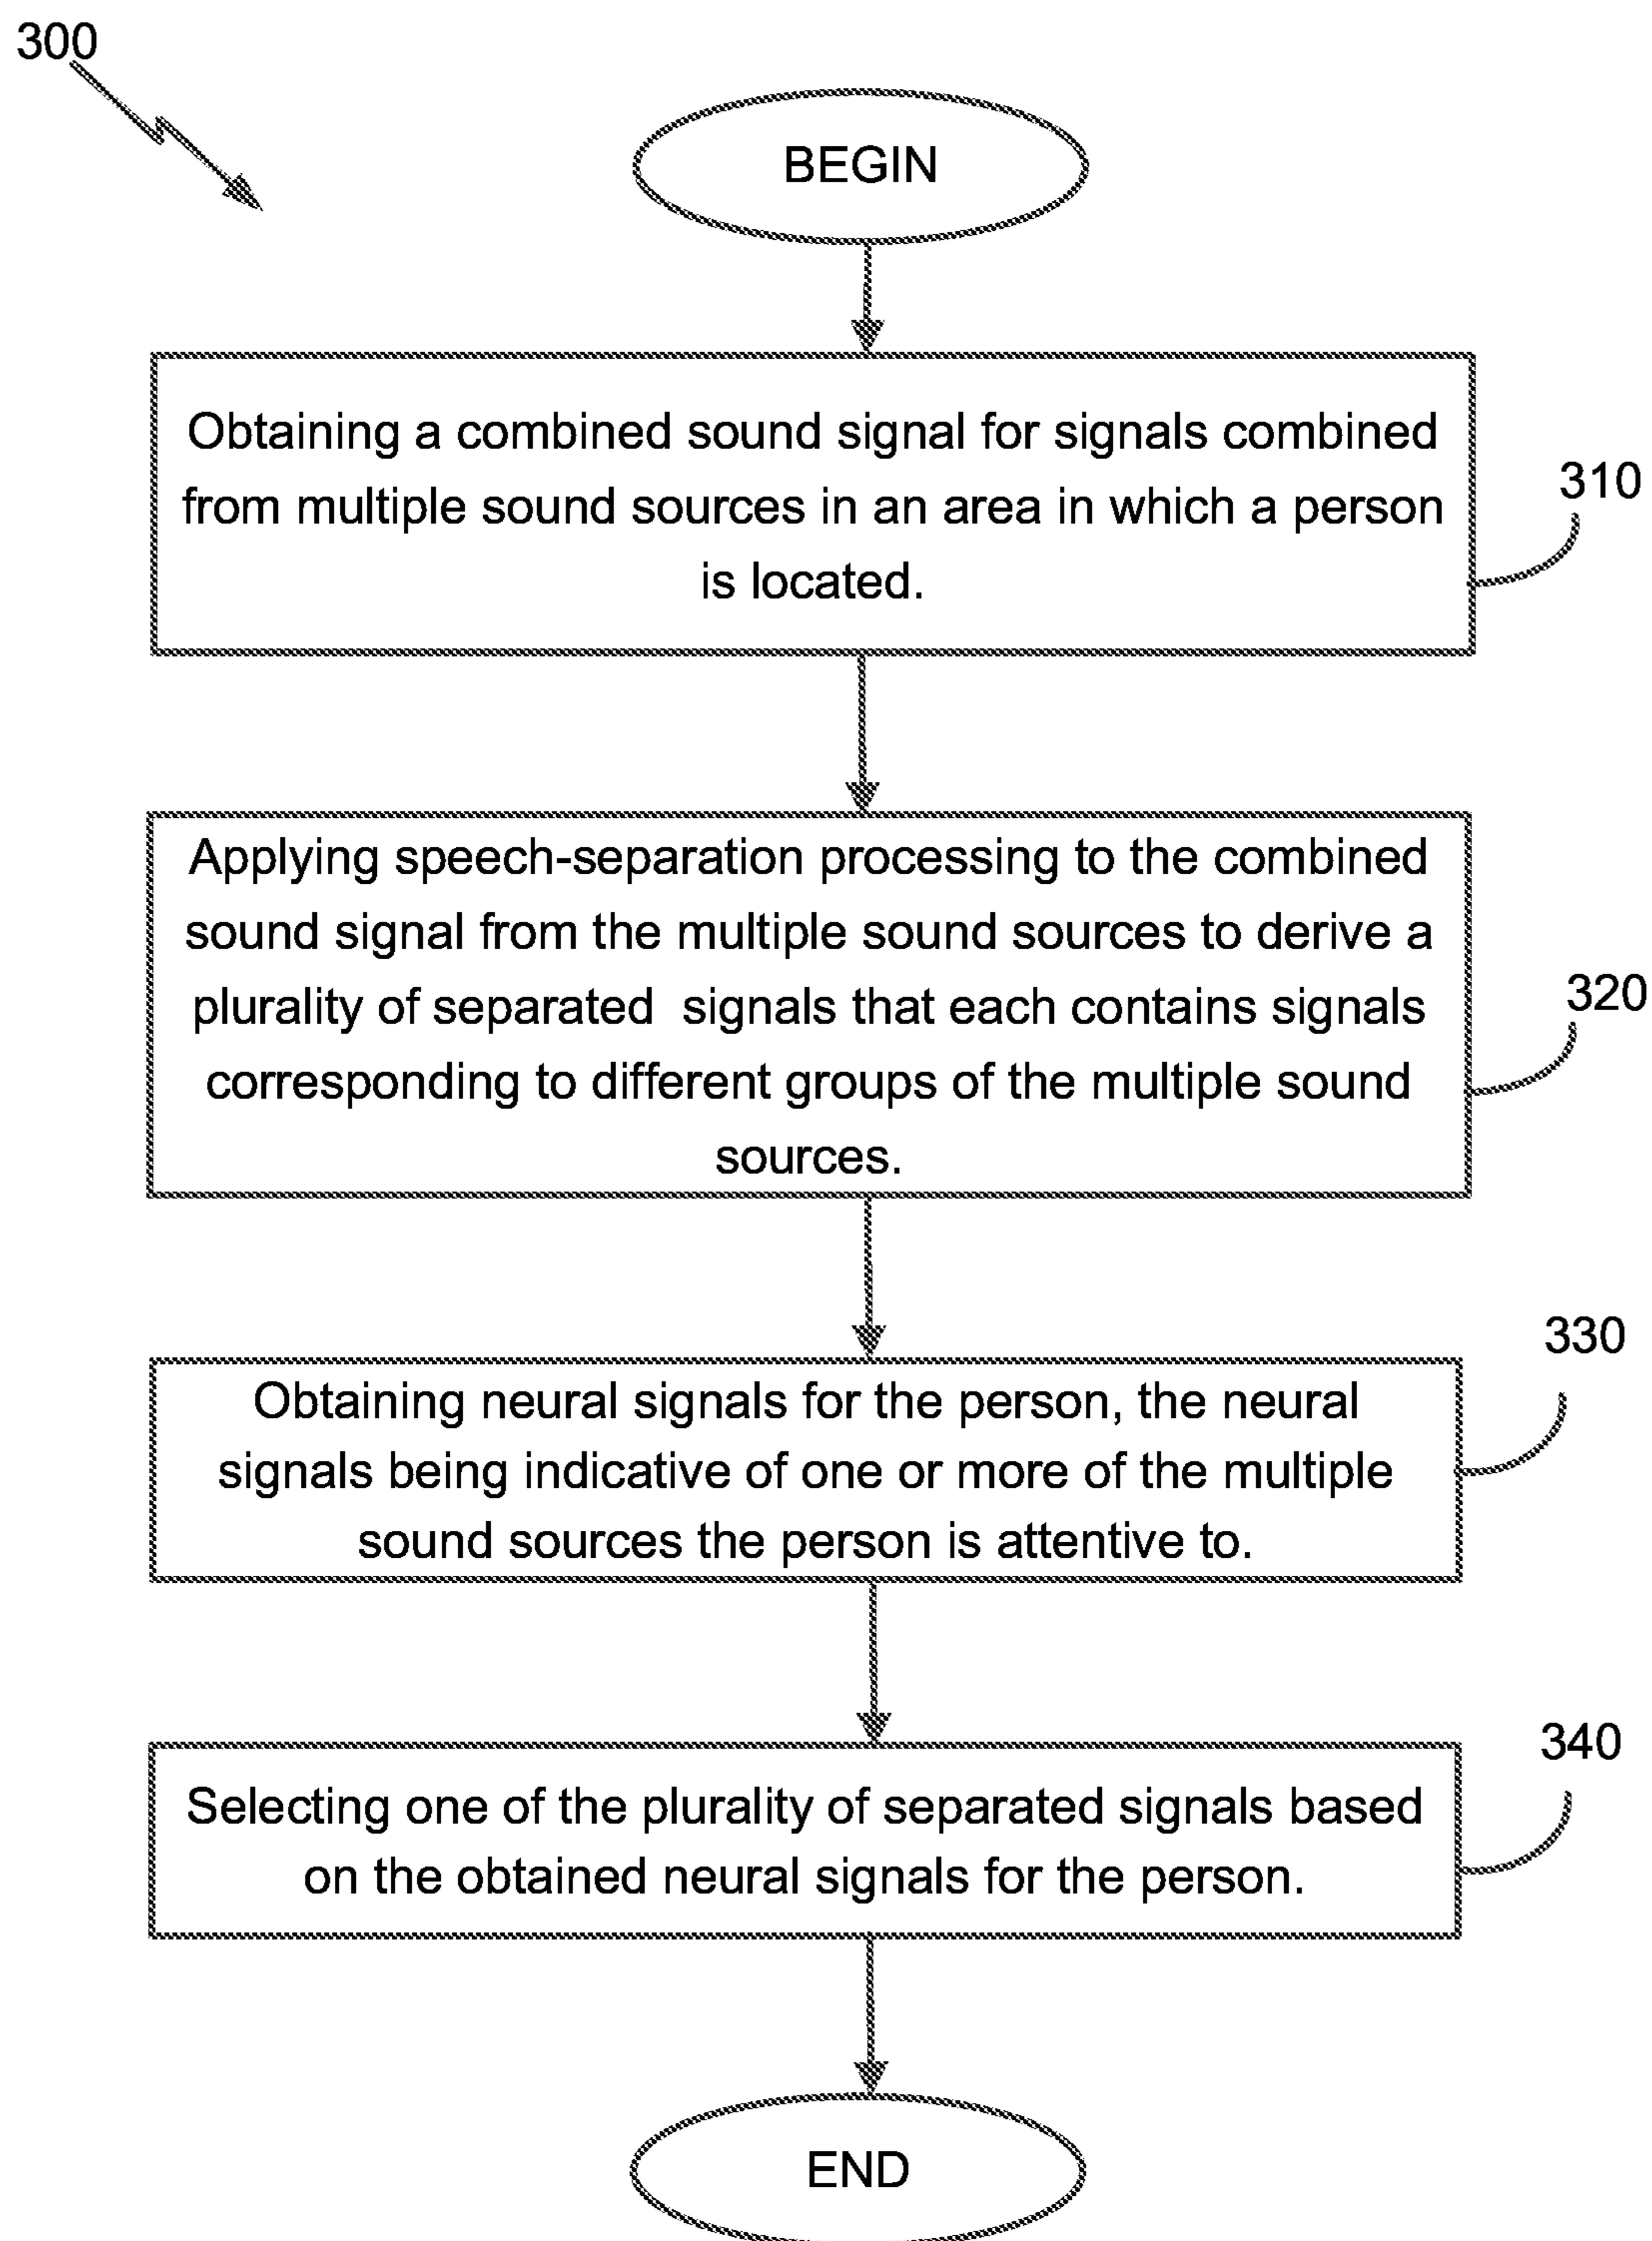 300
BEGIN
Obtaining a combined sound signal for signals combined
from multiple sound sources in an area in which a person
is located.
310
Applying speech-separation processing to the combined
sound signal from the multiple sound sources to derive a
plurality of separated signals that each contains signals
corresponding to different groups of the multiple sound
sources.
320
Obtaining neural signals for the person, the neural
signals being indicative of one or more of the multiple
sound sources the person is attentive to.
330
Selecting one of the plurality of separated signals based
on the obtained neural signals for the person.
340
END